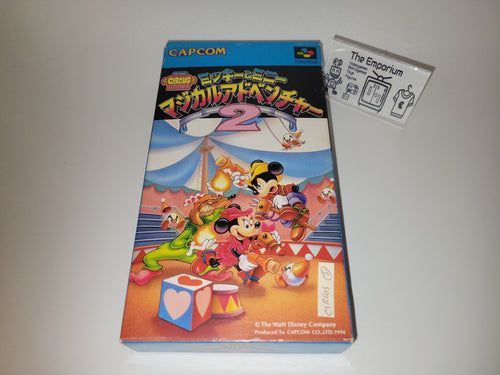 CAPCOM
The Emporium
CIRCUS
ミッキーとミニー
マジカルアドベンチャー
2
© The Walt Disney Company
Produced by CAPCOM CO.,LTD. 1994